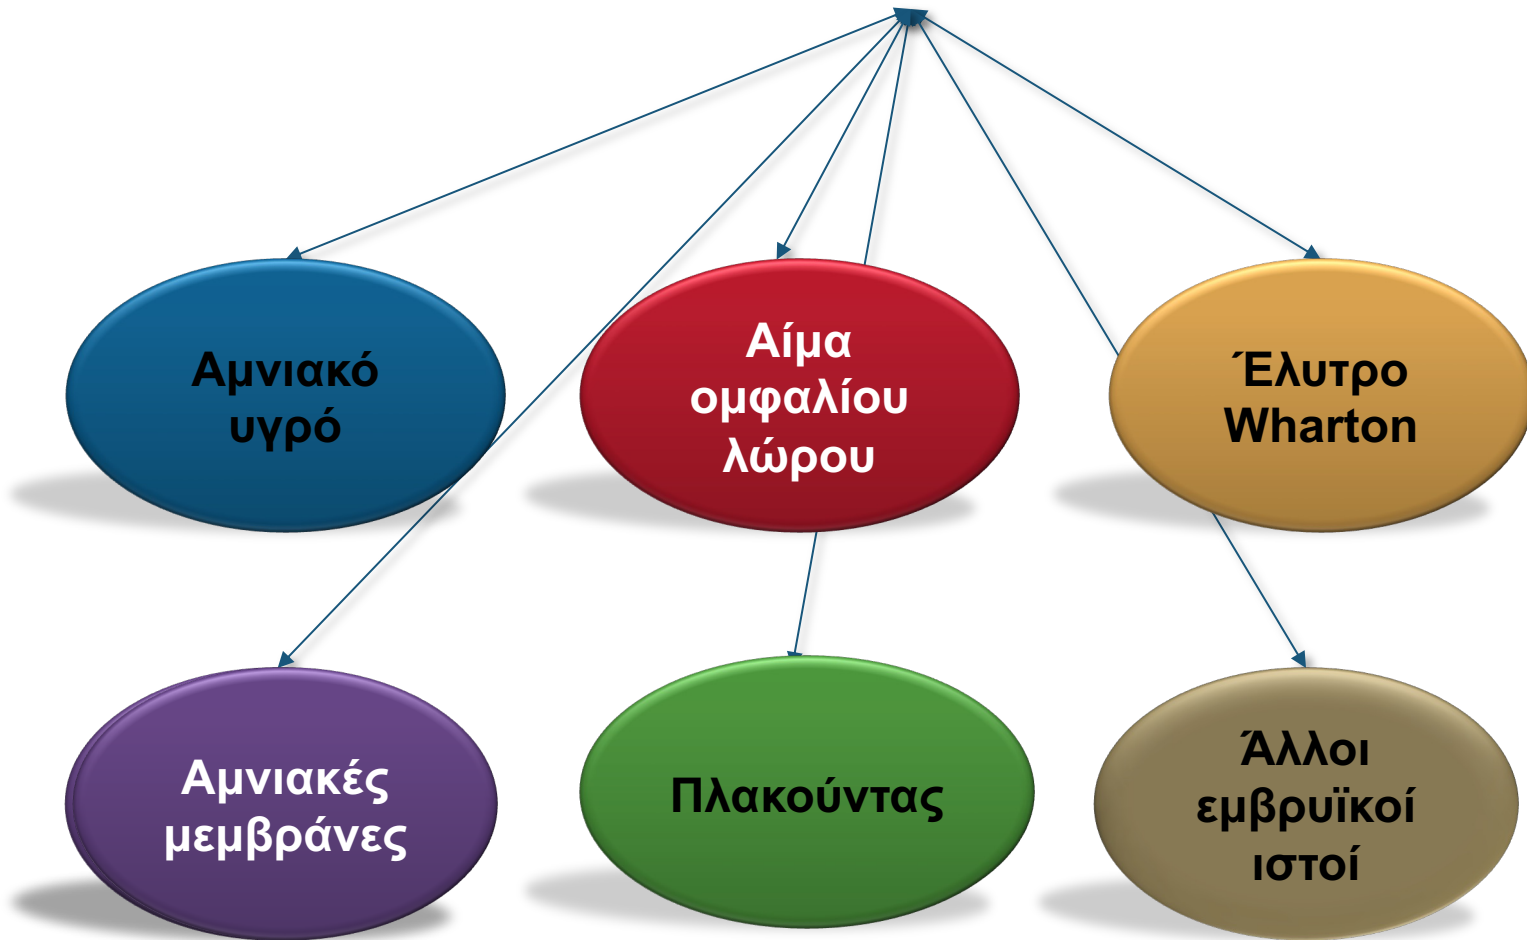 Αμνιακό
υγρό
Αίμα
ομφαλίου
λώρου
Έλυτρο
Wharton
Αμνιακές
μεμβράνες
Πλακούντας
Άλλοι
εμβρυϊκοί
ιστοί